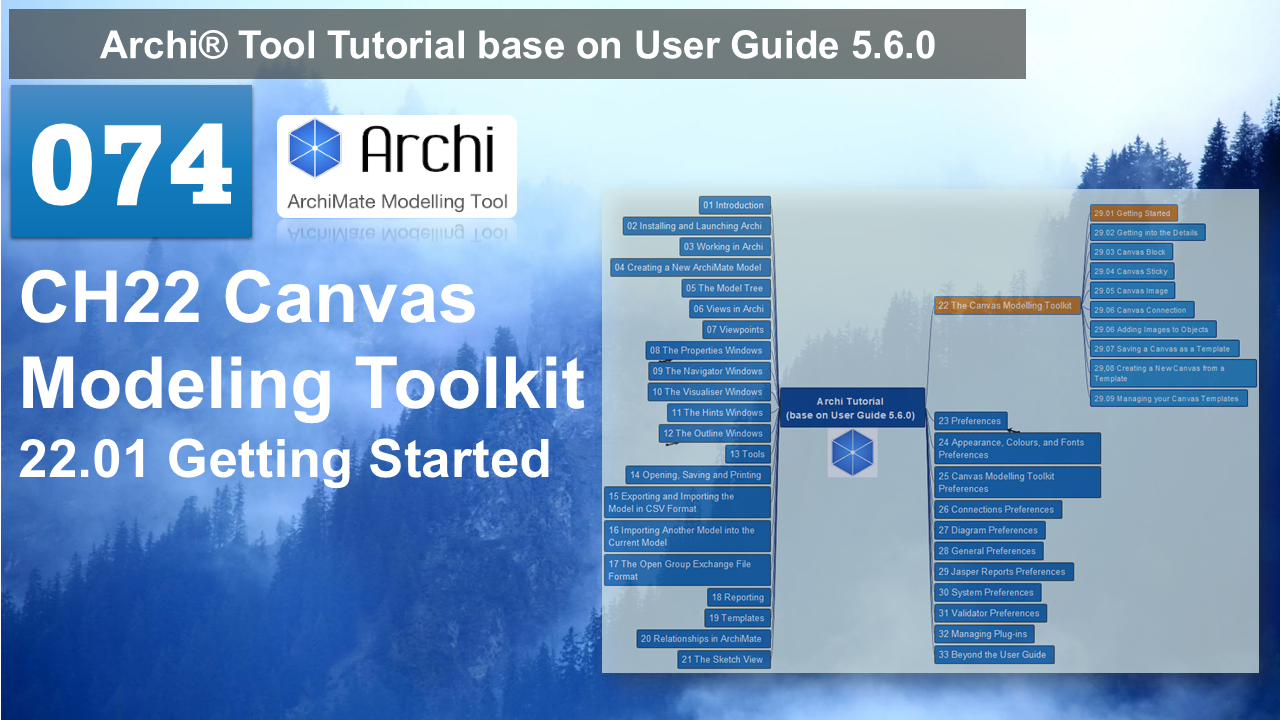 Archi® Tool Tutorial base on User Guide 5.6.0
074
Archi
ArchiMate Modelling Tool
CH22 Canvas
Modeling Toolkit
22.01 Getting Started
01 Introduction
02 Installing and Launching Archi
03 Working in Archi
04 Creating a New ArchiMate Model
05 The Model Tree
06 Views in Archi
07 Viewpoints
08 The Properties Windows
09 The Navigator Windows
10 The Visualiser Windows
11 The Hints Windows
12 The Outline Windows
13 Tools
14 Opening, Saving and Printing
15 Exporting and Importing the
Model in CSV Format
16 Importing Another Model into the
Current Model
17 The Open Group Exchange File
Format
18 Reporting
19 Templates
20 Relationships in ArchiMate
21 The Sketch View
Archi Tutorial
(base on User Guide 5.6.0)
22 The Canvas Modelling Toolkit
29.01 Getting Started
29.02 Getting into the Details
29.03 Canvas Block
29.04 Canvas Sticky
29.05 Canvas Image
29.06 Canvas Connection
29.06 Adding Images to Objects
29.07 Saving a Canvas as a Template
29,08 Creating a New Canvas from a
Template
29.09 Managing your Canvas Templates
23 Preferences
24 Appearance, Colours, and Fonts
Preferences
25 Canvas Modelling Toolkit
Preferences
26 Connections Preferences
27 Diagram Preferences
28 General Preferences
29 Jasper Reports Preferences
30 System Preferences
31 Validator Preferences
32 Managing Plug-ins
33 Beyond the User Guide